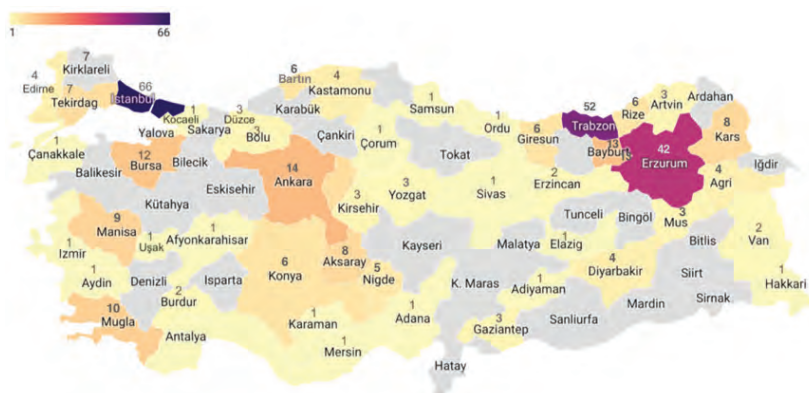 1 66
7
Kirklareli
4
Edirne
7
Tekirdag
66
Istanbul
1
Kocaeli
Yalova
Sakarya
3
Düzce
3
Bolu
6
Bartin
4
Kastamonu
Karabük
Çankiri
1
Çorum
1
Samsun
Tokat
1
Ordu
6
Giresun
52
Trabzon
6
Rize
3
Artvin
Ardahan
8
Kars
13
Bayburt
42
Erzurum
Iğdir
4
Agri
1
Çanakkale
Balikesir
12
Bursa
Bilecik
Eskisehir
14
Ankara
3
Kirsehir
3
Yozgat
1
Sivas
2
Erzincan
Tunceli
Bingöl
3
Mus
Bitlis
2
Van
Kütahya
9
Manisa
1
Uşak
1
Afyonkarahisar
1
Izmir
1
Aydin
Denizli
Isparta
2
Burdur
6
Konya
8
Aksaray
5
Nigde
Kayseri
Malatya
1
Elazig
4
Diyarbakir
Siirt
Sirnak
1
Hakkari
10
Mugla
Antalya
1
Karaman
1
Mersin
1
Adana
K. Maras
1
Adiyaman
3
Gaziantep
Sanliurfa
Mardin
Hatay